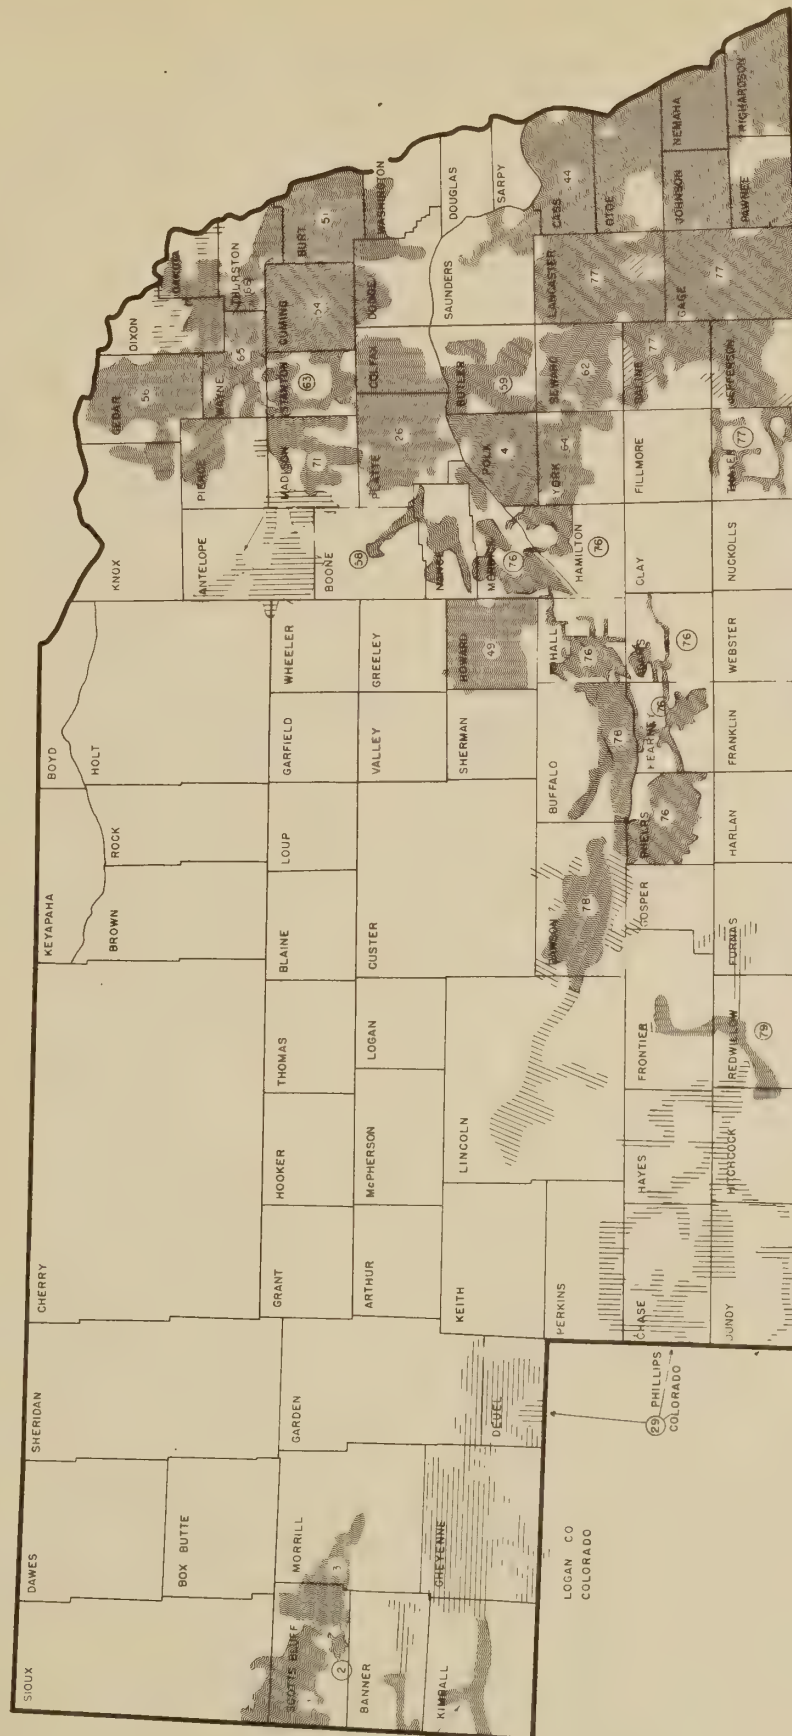 SIOUX
DAWES
SHERIDAN
CHERRY
KEYAPAHA
BOYD
BOX BUTTE
BROWN
ROCK
HOLT
KNOX
CEDAR
56
DIXON
DAKOTA
SCOTTS BLUFF
2
MORRILL
3
GARDEN
GRANT
HOOKER
THOMAS
BLAINE
LOUP
GARFIELD
WHEELER
ANTELOPE
PIERCE
WAYNE
65
THURSTON
66
BANNER
ARTHUR
McPHERSON
LOGAN
CUSTER
VALLEY
GREELEY
BOONE
58
MADISON
71
STANTON
63
CUMING
54
BURT
51
KIMBALL
CHEYENNE
DEUEL
KEITH
LINCOLN
SHERMAN
HOWARD
49
NANCE
PLATTE
26
COLFAX
DODGE
WASHINGTON
MERRICK
76
POLK
4
BUTLER
69
SAUNDERS
DOUGLAS
SARPY
LOGAN CO
COLORADO
PERKINS
DAWSON
78
BUFFALO
78
HALL
76
HAMILTON
76
YORK
64
SEWARD
62
LANCASTER
77
CASS
44
OTOE
29 PHILLIPS
COLORADO
CHASE
HAYES
FRONTIER
GOSPER
PHELPS
76
KEARNEY
76
ADAMS
76
CLAY
FILLMORE
SALINE
77
GAGE
77
JOHNSON
NEMAHA
DUNDY
HITCHCOCK
REDWILLOW
79
FURNAS
HARLAN
FRANKLIN
WEBSTER
NUCKOLLS
THAYER
77
JEFFERSON
PAWNEE
RICHARDSON